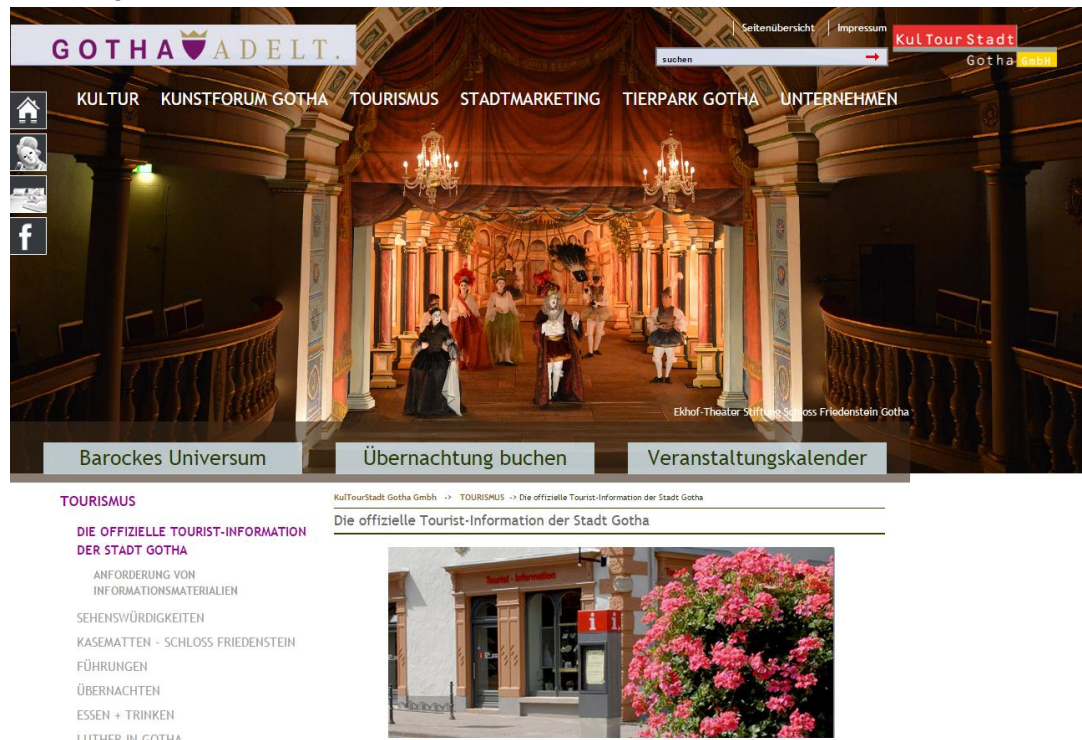 GOTHA ADELT.
Seitenübersicht | Impressum
suchen
KulTourStadt
Gotha GmbH
KULTUR KUNSTFORUM GOTHA TOURISMUS STADTMARKETING TIERPARK GOTHA UNTERNEHMEN
f
Ekhof-Theater Stiftung Schloss Friedenstein Gotha
Barockes Universum Übernachtung buchen Veranstaltungskalender
TOURISMUS
DIE OFFIZIELLE TOURIST-INFORMATION
DER STADT GOTHA
ANFORDERUNG VON
INFORMATIONSMATERIALIEN
SEHENSWÜRDIGKEITEN
KASEMATTEN - SCHLOSS FRIEDENSTEIN
FÜHRUNGEN
ÜBERNACHTEN
ESSEN + TRINKEN
LUTHER IN GOTHA
KulTourStadt Gotha Gmbh -> TOURISMUS -> Die offizielle Tourist-Information der Stadt Gotha
Die offizielle Tourist-Information der Stadt Gotha
Tourist - Information
i i